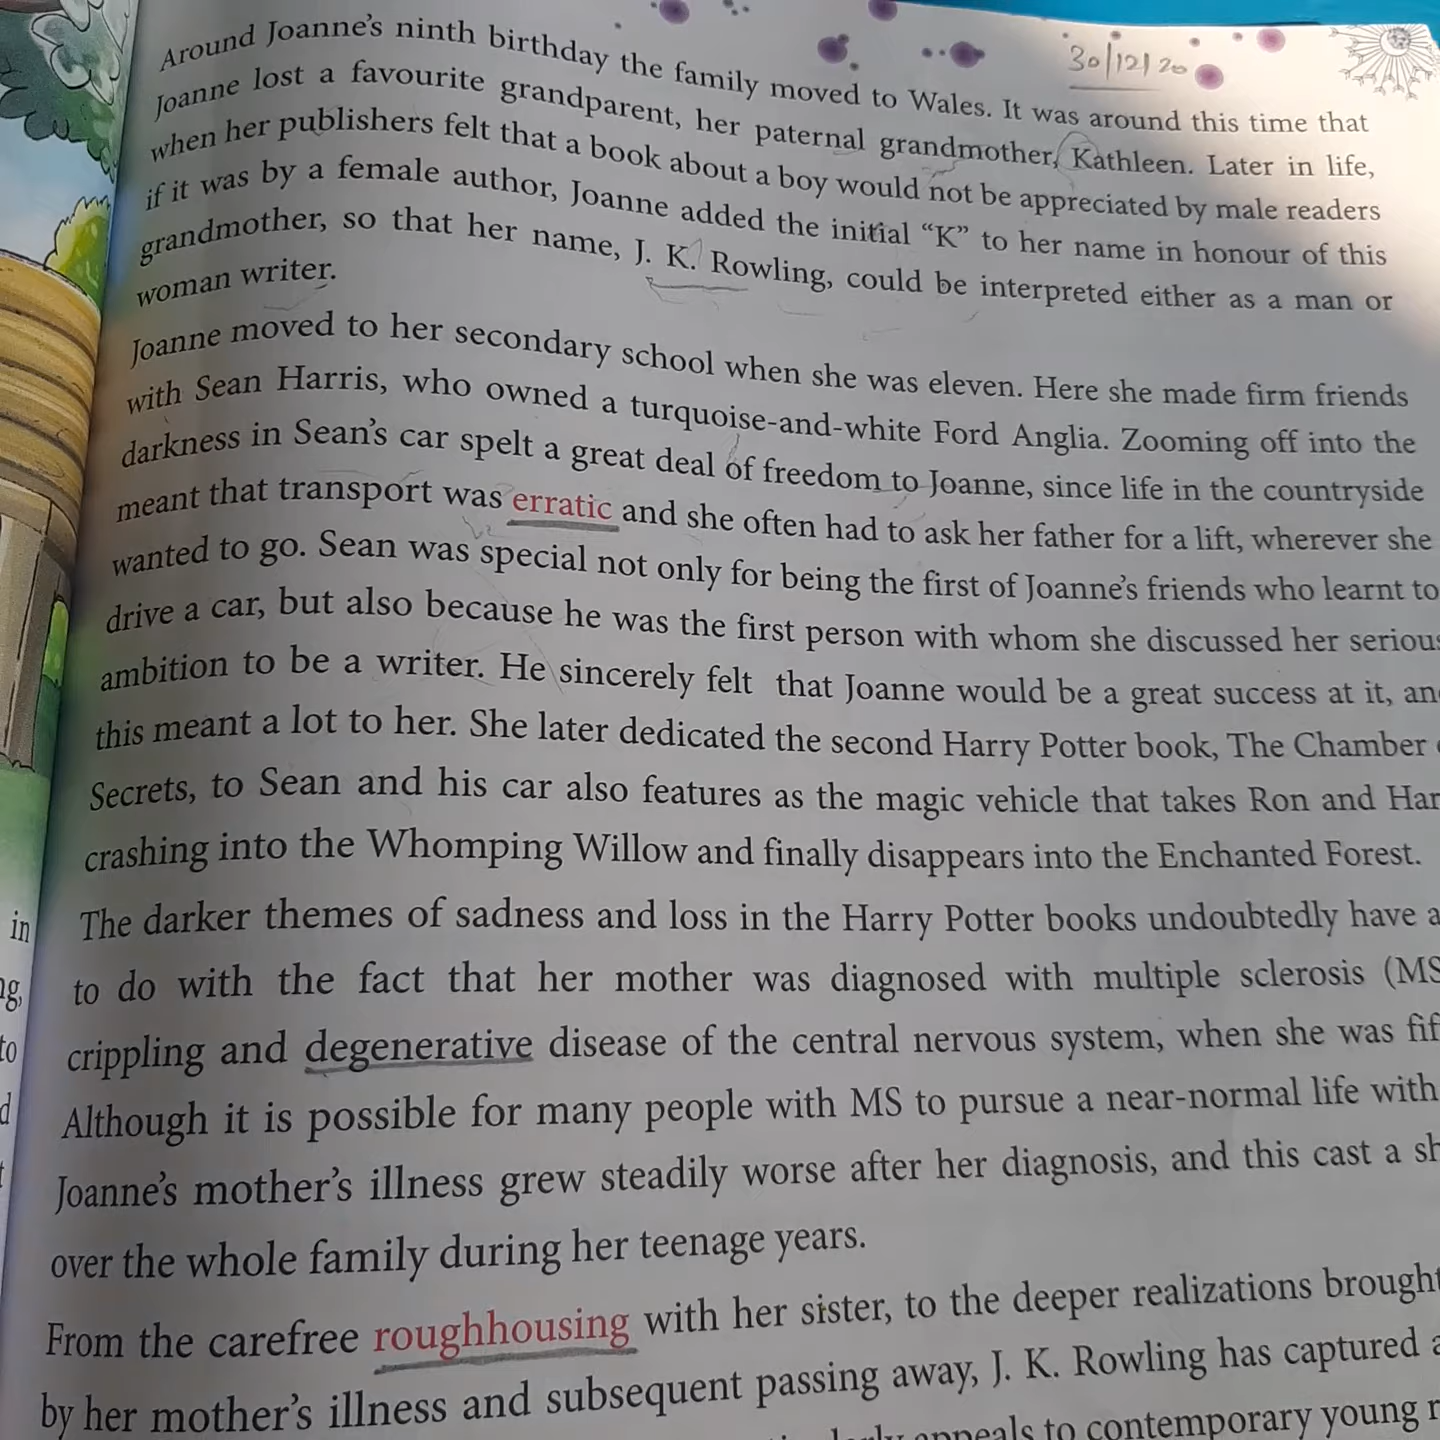 30/12/20
Around Joanne's ninth birthday the family moved to Wales. It was around this time that
Joanne lost a favourite grandparent, her paternal grandmother, Kathleen. Later in life,
when her publishers felt that a book about a boy would not be appreciated by male readers
if it was by a female author, Joanne added the initial “K” to her name in honour of this
grandmother, so that her name, J. K. Rowling, could be interpreted either as a man or
woman writer.
Joanne moved to her secondary school when she was eleven. Here she made firm friends
with Sean Harris, who owned a turquoise-and-white Ford Anglia. Zooming off into the
darkness in Sean's car spelt a great deal of freedom to Joanne, since life in the countryside
meant that transport was erratic and she often had to ask her father for a lift, wherever she
wanted to go. Sean was special not only for being the first of Joanne's friends who learnt to
drive a car, but also because he was the first person with whom she discussed her serious
ambition to be a writer. He sincerely felt that Joanne would be a great success at it, an
this meant a lot to her. She later dedicated the second Harry Potter book, The Chamber
Secrets, to Sean and his car also features as the magic vehicle that takes Ron and Har
crashing into the Whomping Willow and finally disappears into the Enchanted Forest.
The darker themes of sadness and loss in the Harry Potter books undoubtedly have a
to do with the fact that her mother was diagnosed with multiple sclerosis (MS
crippling and degenerative disease of the central nervous system, when she was fif
Although it is possible for many people with MS to pursue a near-normal life with
Joanne's mother's illness grew steadily worse after her diagnosis, and this cast a sh
over the whole family during her teenage years.
From the carefree roughhousing with her sister, to the deeper realizations brought
by her mother's illness and subsequent passing away, J. K. Rowling has captured a
appeals to contemporary young r
in
ng,
to
d